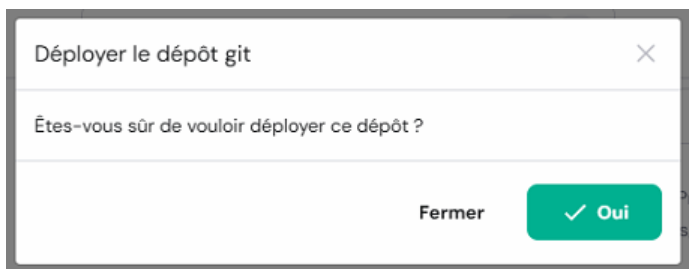 Déployer le dépôt git
Êtes-vous sûr de vouloir déployer ce dépôt ?
Fermer
Oui